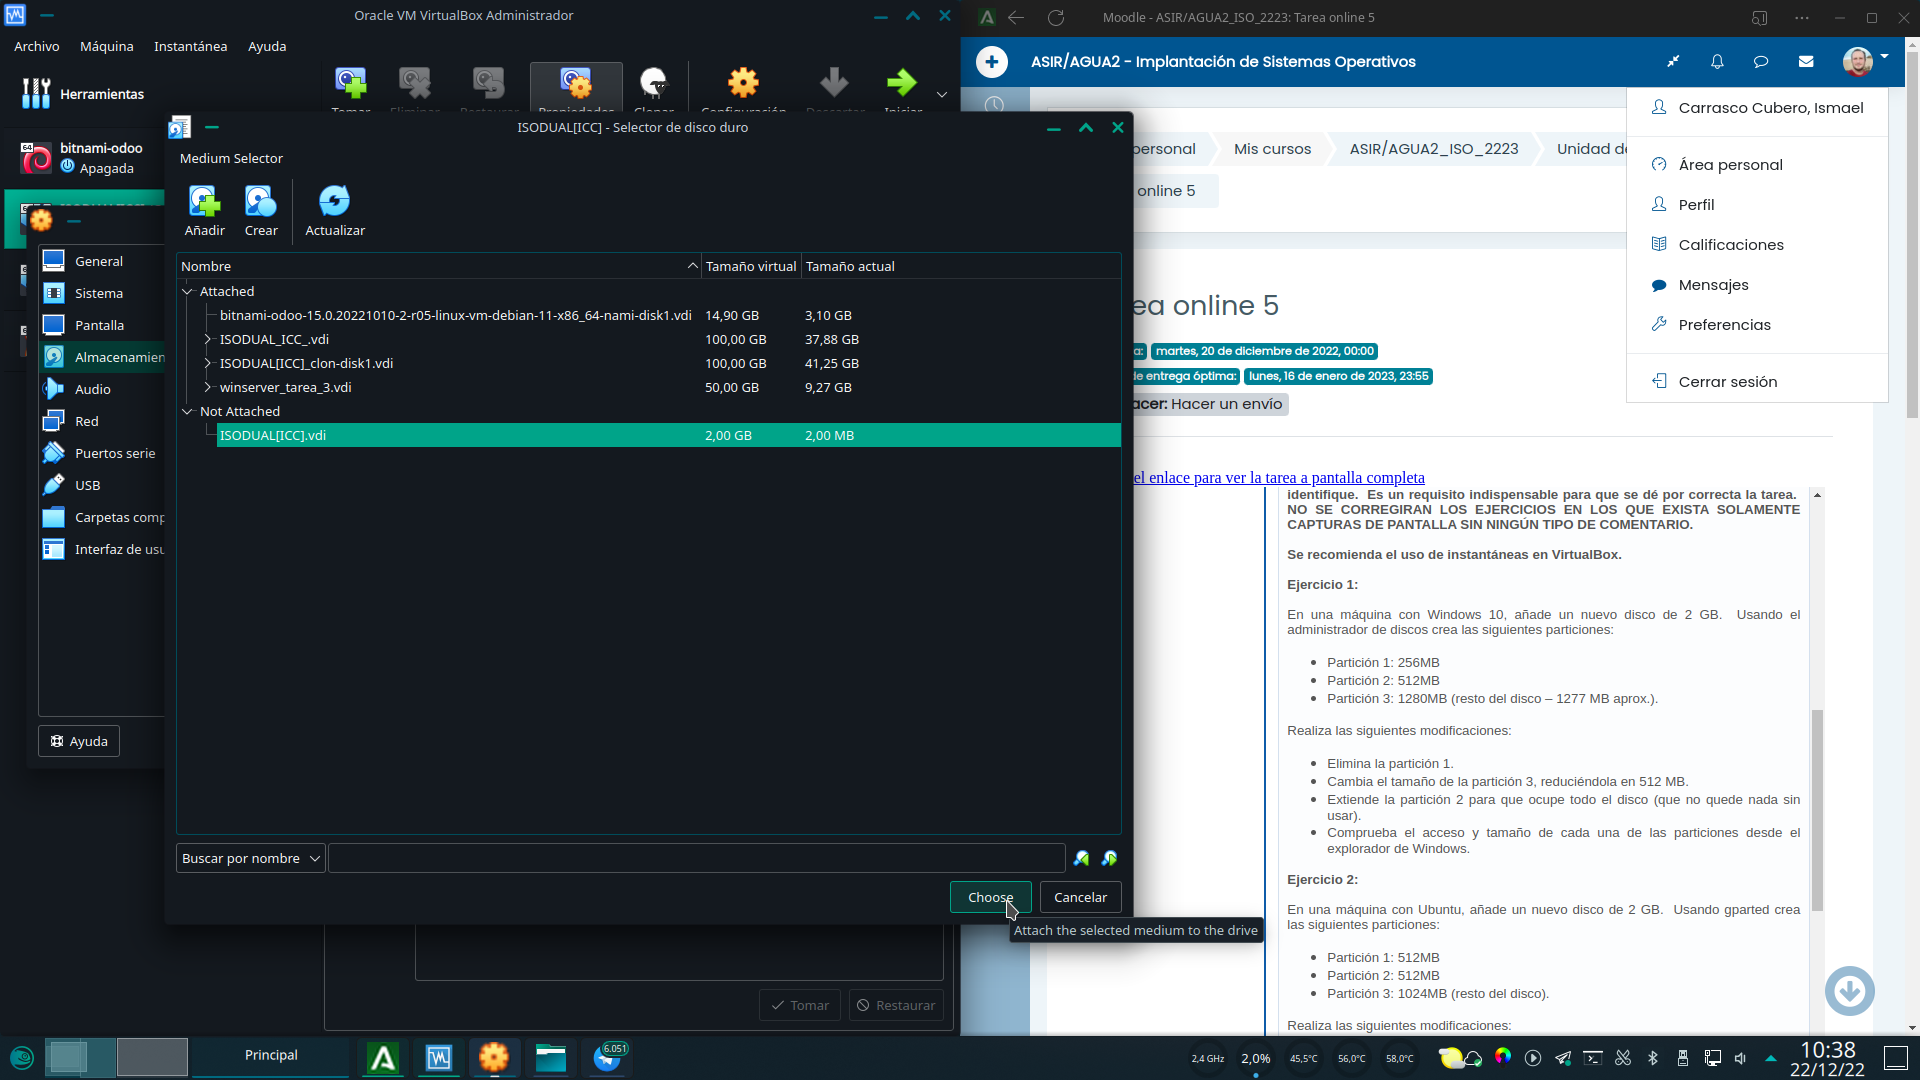 Oracle VM VirtualBox Administrador
Archivo Máquina Instantánea Ayuda
Herramientas
Tomar Eliminar Restaurar Propiedades Clonar Configuración Descartar Iniciar
bitnami-odoo
Apagada
ISODUAL[ICC] - Selector de disco duro
Medium Selector
Añadir Crear Actualizar
Nombre Tamaño virtual Tamaño actual
Attached
bitnami-odoo-15.0.20221010-2-r05-linux-vm-debian-11-x86_64-nami-disk1.vdi 14,90 GB 3,10 GB
ISODUAL_ICC_.vdi 100,00 GB 37,88 GB
ISODUAL[ICC]_clon-disk1.vdi 100,00 GB 41,25 GB
winserver_tarea_3.vdi 50,00 GB 9,27 GB
Not Attached
ISODUAL[ICC].vdi 2,00 GB 2,00 MB
Buscar por nombre
Choose Cancelar
Attach the selected medium to the drive
General
Sistema
Pantalla
Almacenamien
Audio
Red
Puertos serie
USB
Carpetas comp
Interfaz de usu
Ayuda
Tomar Restaurar
Moodle - ASIR/AGUA2_ISO_2223: Tarea online 5
ASIR/AGUA2 - Implantación de Sistemas Operativos
personal Mis cursos ASIR/AGUA2_ISO_2223 Unidad de
online 5
Carrasco Cubero, Ismael
Área personal
Perfil
Calificaciones
Mensajes
Preferencias
Cerrar sesión
ea online 5
a: martes, 20 de diciembre de 2022, 00:00
de entrega óptima: lunes, 16 de enero de 2023, 23:55
acer: Hacer un envío
el enlace para ver la tarea a pantalla completa
identifique. Es un requisito indispensable para que se dé por correcta la tarea.
NO SE CORREGIRAN LOS EJERCICIOS EN LOS QUE EXISTA SOLAMENTE
CAPTURAS DE PANTALLA SIN NINGÚN TIPO DE COMENTARIO.
Se recomienda el uso de instantáneas en VirtualBox.
Ejercicio 1:
En una máquina con Windows 10, añade un nuevo disco de 2 GB. Usando el
administrador de discos crea las siguientes particiones:
Partición 1: 256MB
Partición 2: 512MB
Partición 3: 1280MB (resto del disco – 1277 MB aprox.).
Realiza las siguientes modificaciones:
Elimina la partición 1.
Cambia el tamaño de la partición 3, reduciéndola en 512 MB.
Extiende la partición 2 para que ocupe todo el disco (que no quede nada sin
usar).
Comprueba el acceso y tamaño de cada una de las particiones desde el
explorador de Windows.
Ejercicio 2:
En una máquina con Ubuntu, añade un nuevo disco de 2 GB. Usando gparted crea
las siguientes particiones:
Partición 1: 512MB
Partición 2: 512MB
Partición 3: 1024MB (resto del disco).
Realiza las siguientes modificaciones:
Principal
6.051
2,4 GHz 2,0% 45,5°C 56,0°C 58,0°C
10:38
22/12/22